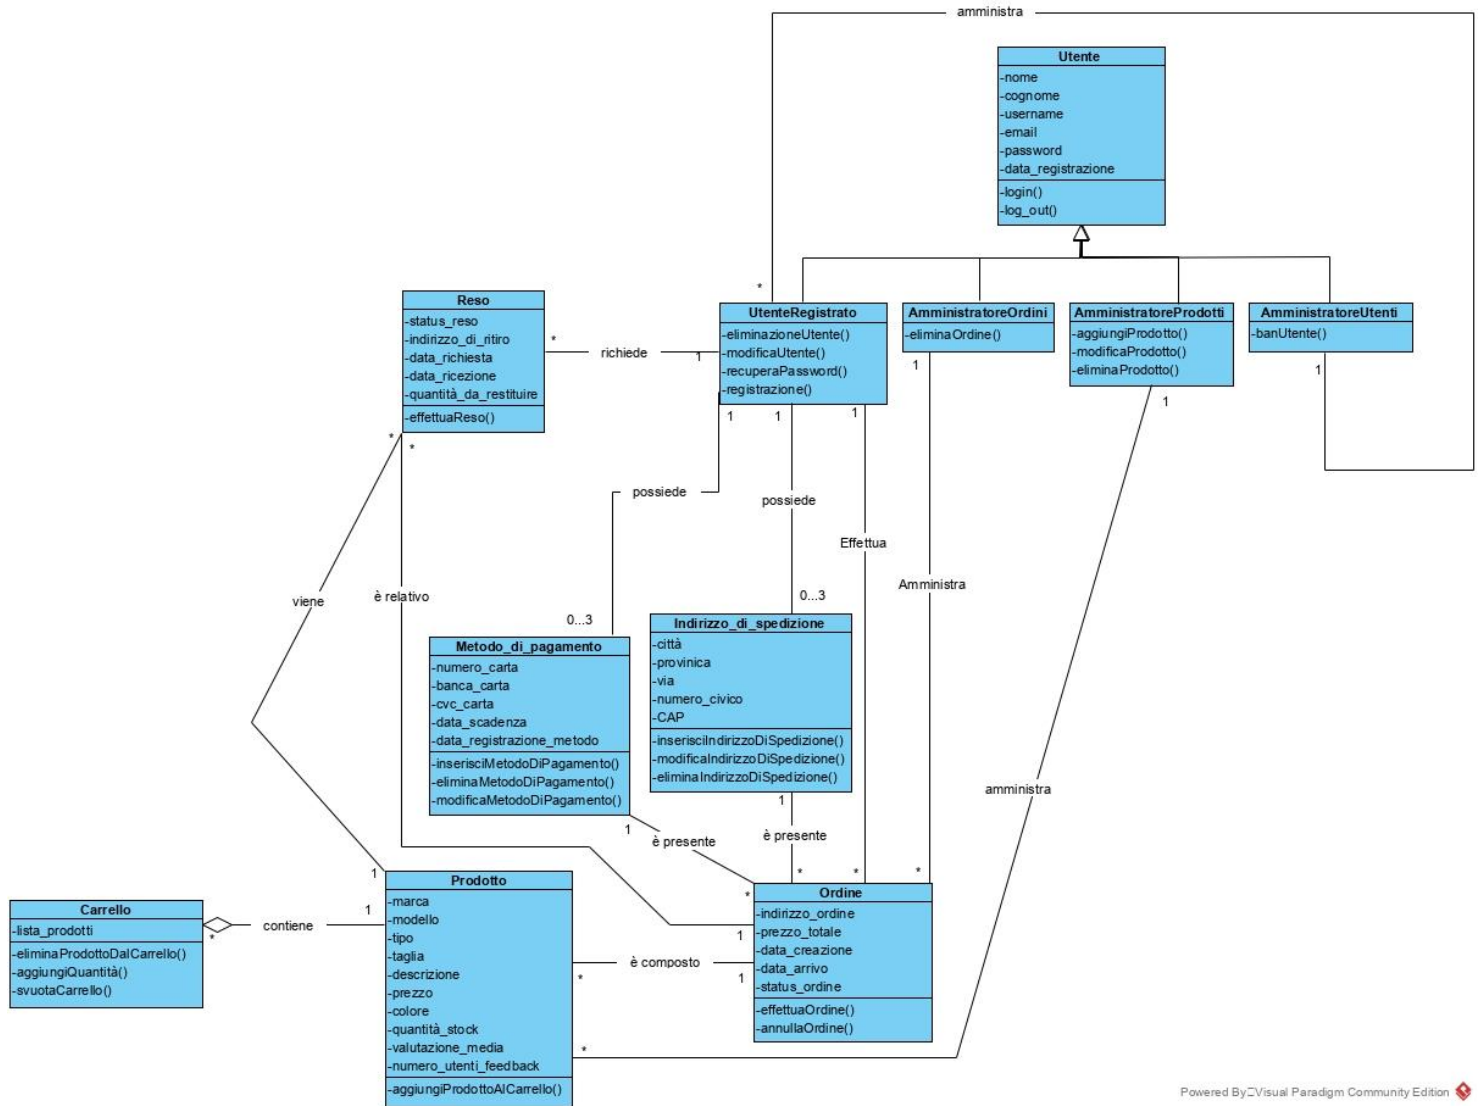 amministra
Utente
-nome
-cognome
-username
-email
-password
-data_registrazione
-login()
-log_out()
Reso
-status_reso
-indirizzo_di_ritiro
-data_richiesta
-data_ricezione
-quantità_da_restituire
-effettuaReso()
*
richiede
1
*
UtenteRegistrato
-eliminazioneUtente()
-modificaUtente()
-recuperaPassword()
-registrazione()
AmministratoreOrdini
-eliminaOrdine()
1
AmministratoreProdotti
-aggiungiProdotto()
-modificaProdotto()
-eliminaProdotto()
1
AmministratoreUtenti
-banUtente()
1
*
*
1
1
1
possiede
possiede
Effettua
Amministra
viene
è relativo
0...3
0...3
Metodo_di_pagamento
-numero_carta
-banca_carta
-cvc_carta
-data_scadenza
-data_registrazione_metodo
-inserisciMetodoDiPagamento()
-eliminaMetodoDiPagamento()
-modificaMetodoDiPagamento()
Indirizzo_di_spedizione
-città
-provinica
-via
-numero_civico
-CAP
-inserisciIndirizzoDiSpedizione()
-modificaIndirizzoDiSpedizione()
-eliminaIndirizzoDiSpedizione()
amministra
1
è presente
1
è presente
*
*
*
*
Carrello
-lista_prodotti
-eliminaProdottoDalCarrello()
-aggiungiQuantità()
-svuotaCarrello()
*
contiene
1
1
Prodotto
-marca
-modello
-tipo
-taglia
-descrizione
-prezzo
-colore
-quantità_stock
-valutazione_media
-numero_utenti_feedback
-aggiungiProdottoAlCarrello()
*
è composto
1
1
*
Ordine
-indirizzo_ordine
-prezzo_totale
-data_creazione
-data_arrivo
-status_ordine
-effettuaOrdine()
-annullaOrdine()
Powered By Visual Paradigm Community Edition